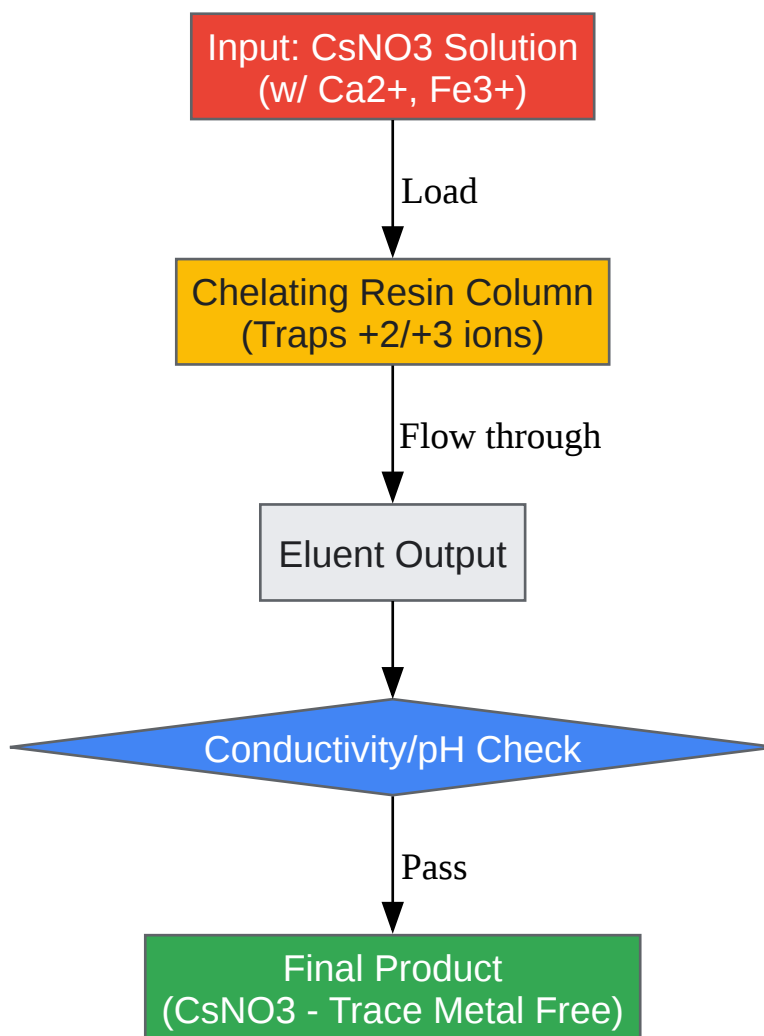 Input: CsNO3 Solution
(w/ Ca2+, Fe3+)
Load
Chelating Resin Column
(Traps +2/+3 ions)
Flow through
Eluent Output
Conductivity/pH Check
Pass
Final Product
(CsNO3 - Trace Metal Free)